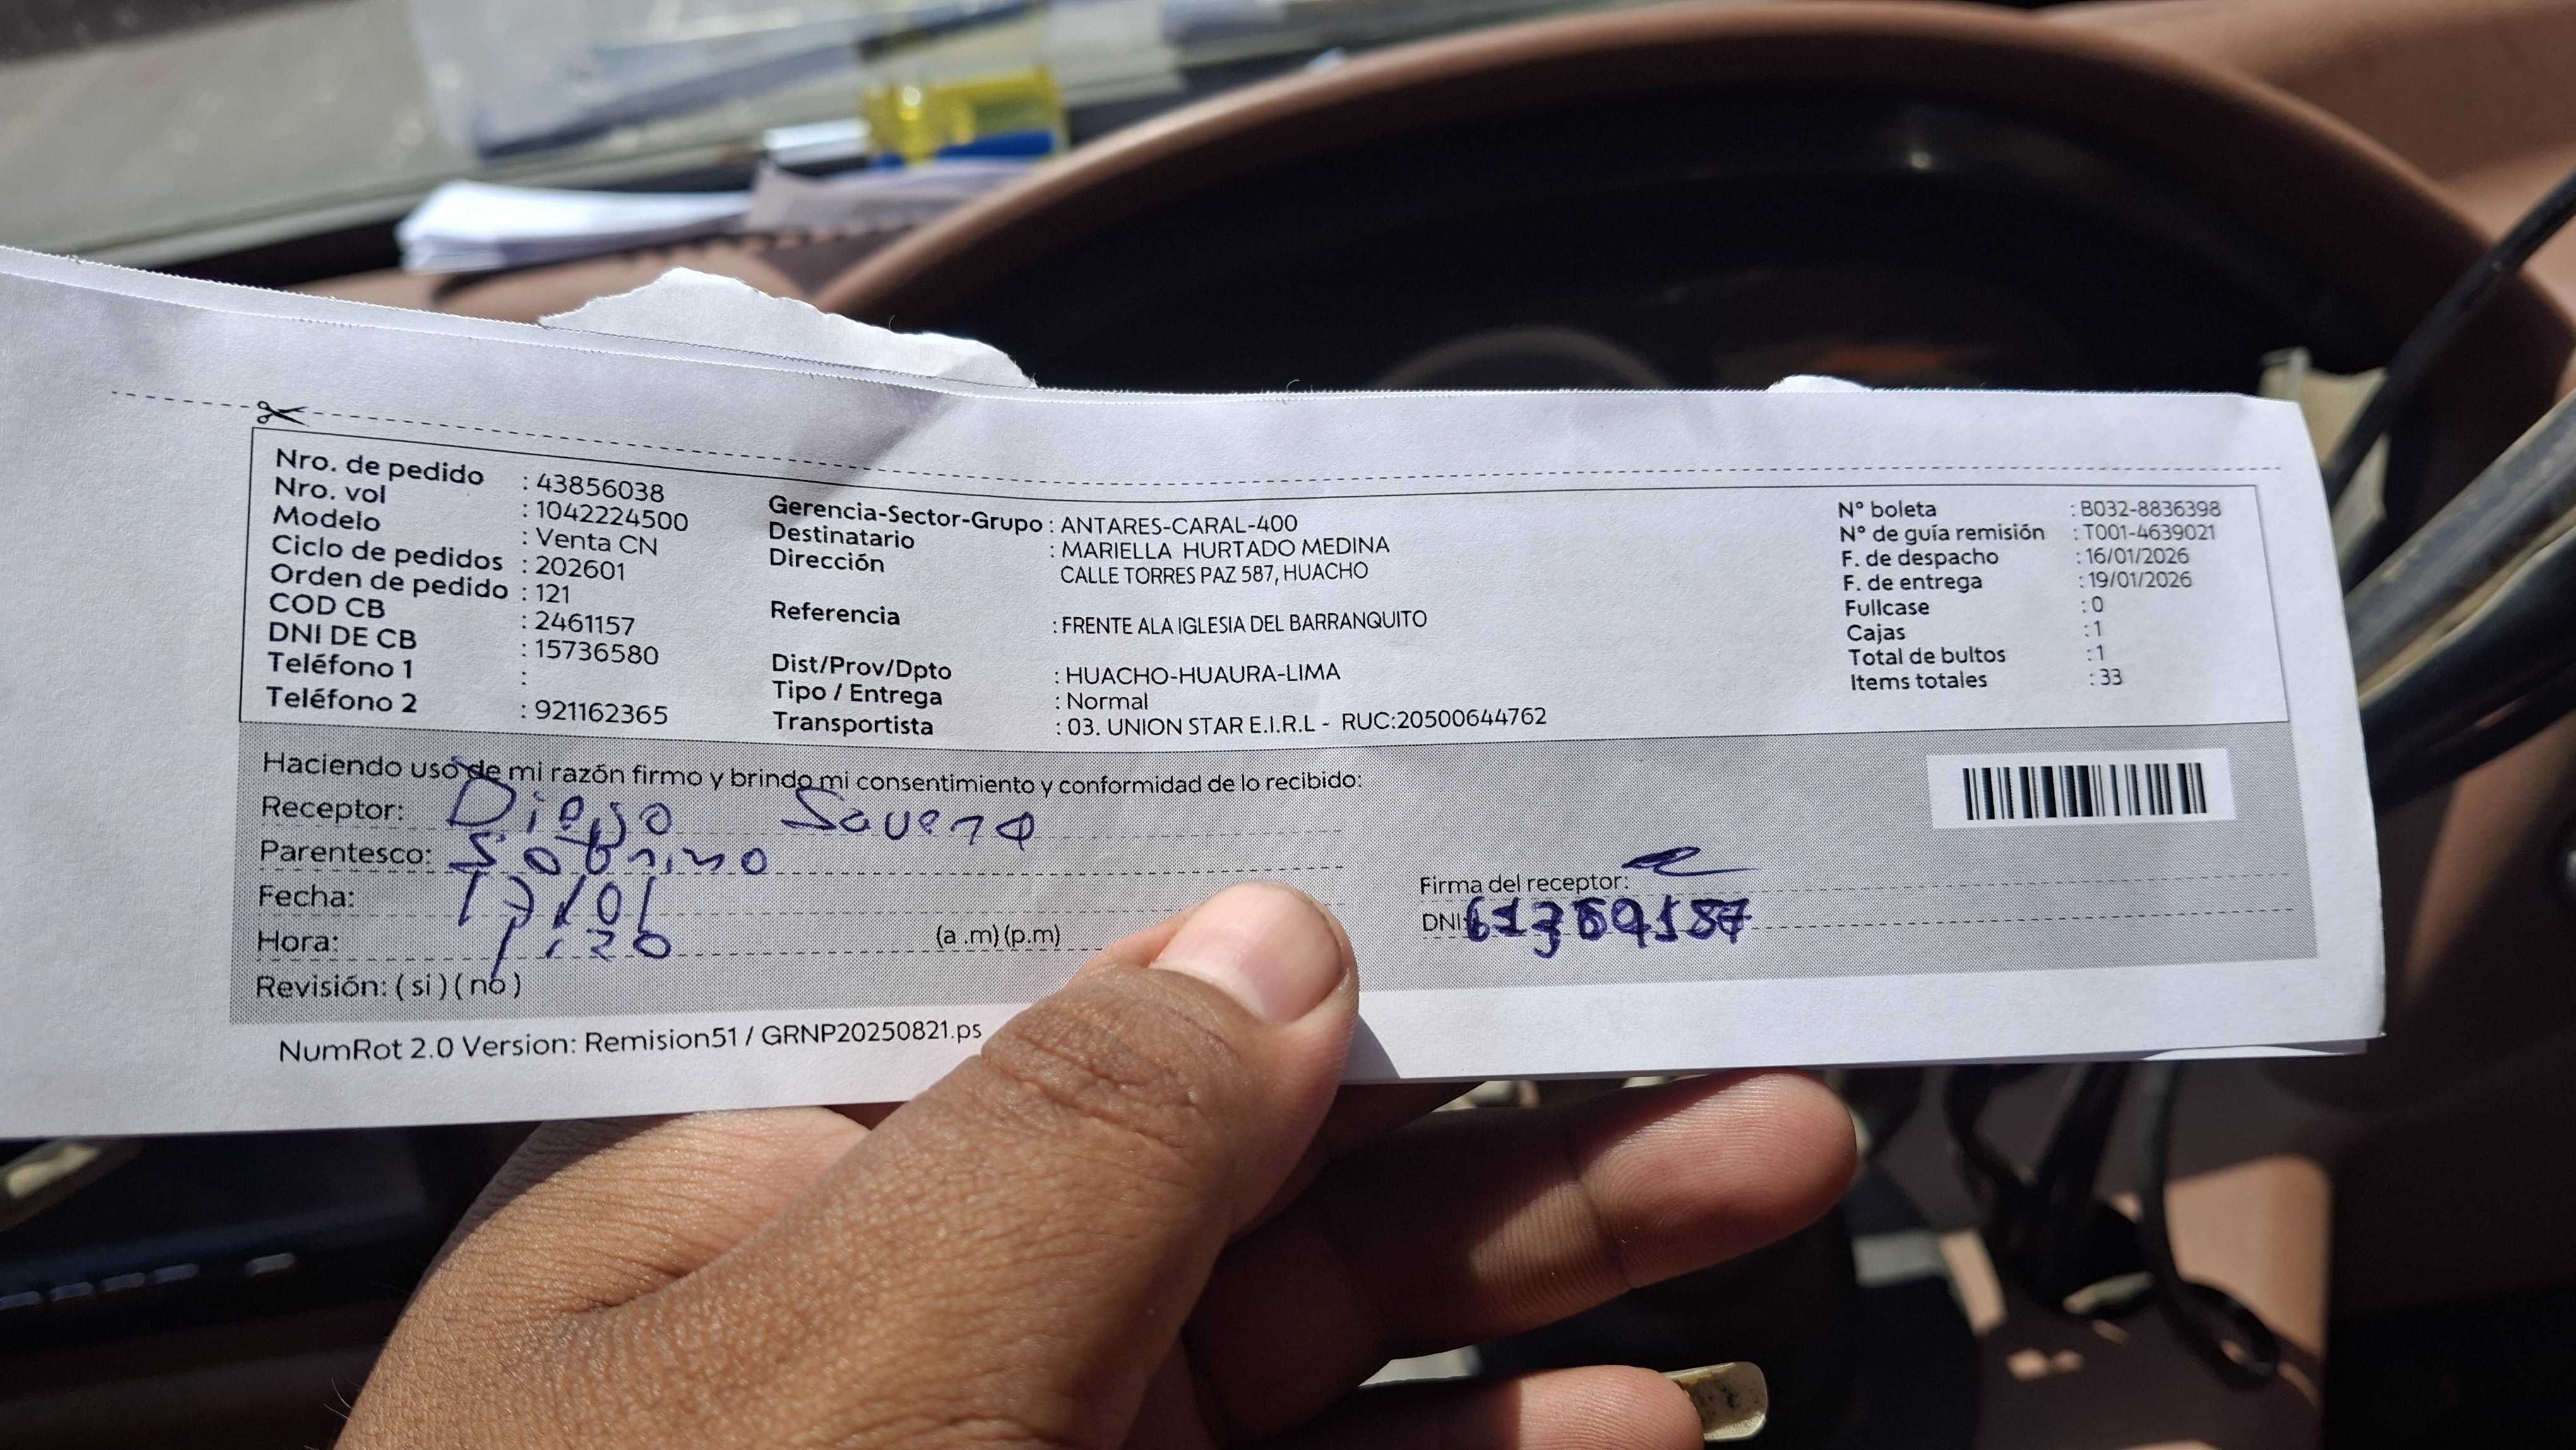 Nro. de pedido : 43856038
Nro. vol : 1042224500
Modelo : Venta CN
Ciclo de pedidos : 202601
Orden de pedido : 121
COD CB : 2461157
DNI DE CB : 15736580
Teléfono 1 :
Teléfono 2 : 921162365
Gerencia-Sector-Grupo : ANTARES-CARAL-400
Destinatario : MARIELLA HURTADO MEDINA
Dirección CALLE TORRES PAZ 587, HUACHO
Referencia : FRENTE ALA IGLESIA DEL BARRANQUITO
Dist/Prov/Dpto : HUACHO-HUAURA-LIMA
Tipo / Entrega : Normal
Transportista : 03. UNION STAR E.I.R.L - RUC:20500644762
N° boleta : B032-8836398
N° de guía remisión : T001-4639021
F. de despacho : 16/01/2026
F. de entrega : 19/01/2026
Fullcase : 0
Cajas : 1
Total de bultos : 1
Items totales : 33
Haciendo uso de mi razón firmo y brindo mi consentimiento y conformidad de lo recibido:
Receptor: Diego
Parentesco: Sobrino
Fecha: 17/01
Hora: 1:20 (a .m) (p.m)
Revisión: ( si ) ( no )
Firma del receptor:
DNI:
NumRot 2.0 Version: Remision51 / GRNP20250821.ps